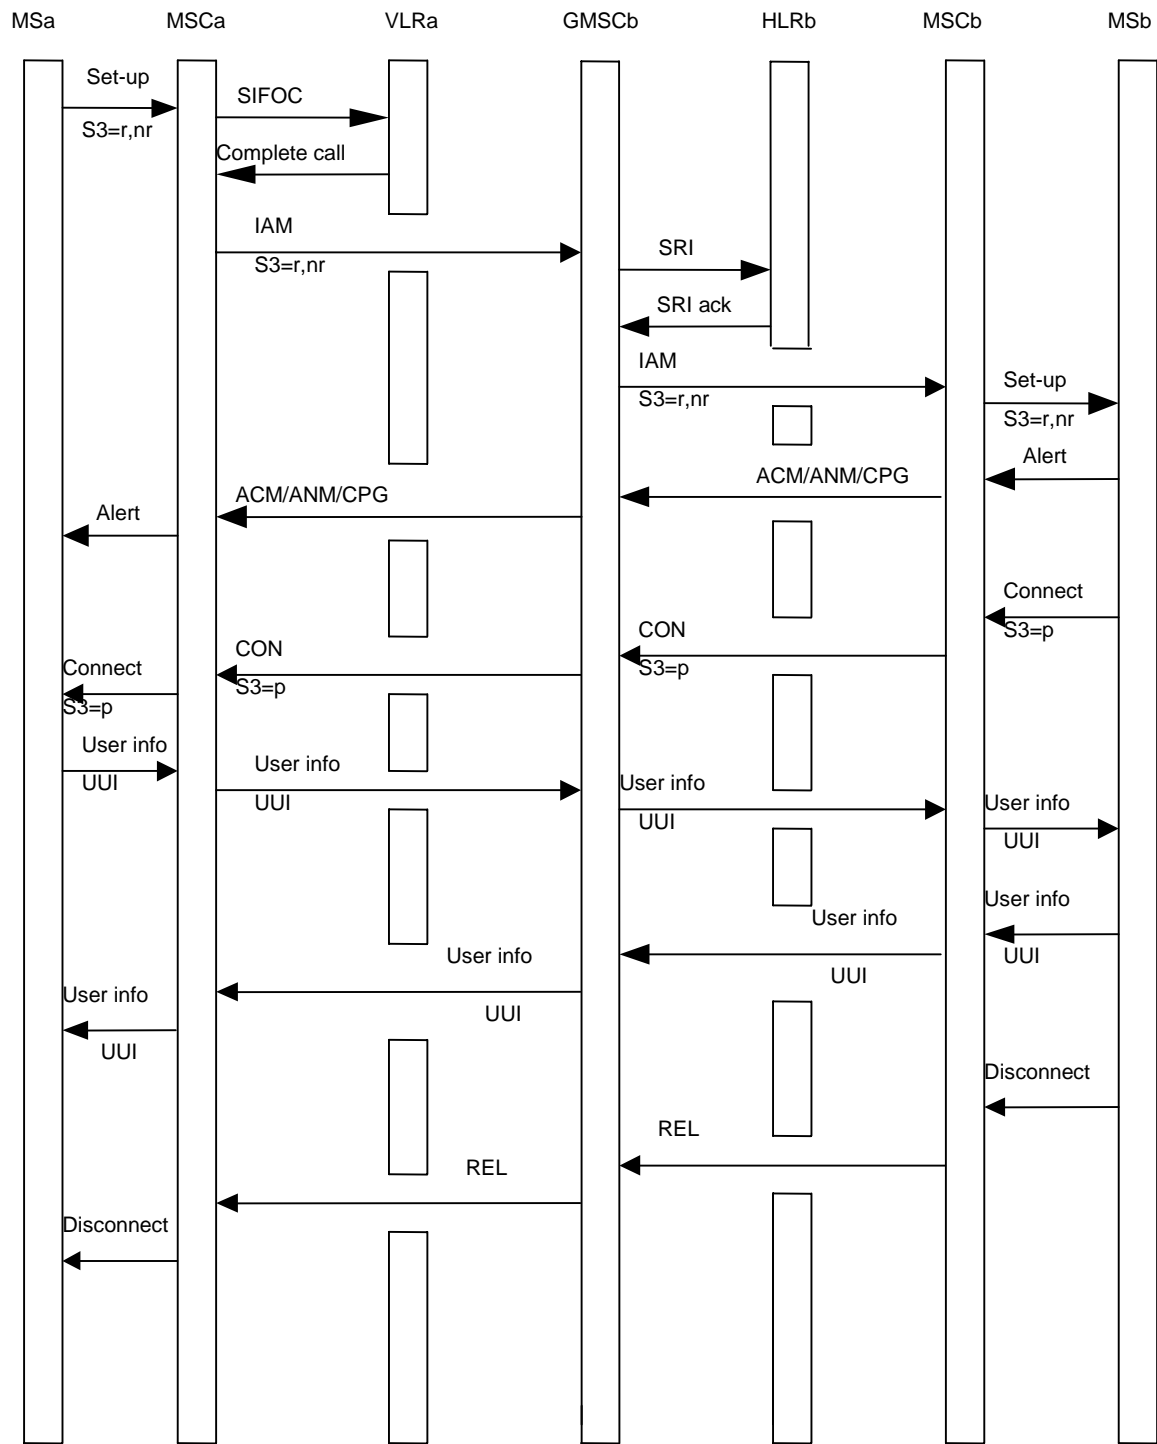 MSa MSCa VLRa GMSCb HLRb MSCb MSb
Set-up
S3=r,nr
SIFOC
Complete call
IAM
S3=r,nr
SRI
SRI ack
IAM
S3=r,nr
Set-up
S3=r,nr
Alert
ACM/ANM/CPG
ACM/ANM/CPG
Alert
Connect
S3=p
CON
S3=p
CON
S3=p
Connect
S3=p
User info
UUI
User info
UUI
User info
UUI
User info
UUI
User info
UUI
User info
UUI
User info
UUI
User info
UUI
Disconnect
REL
REL
Disconnect